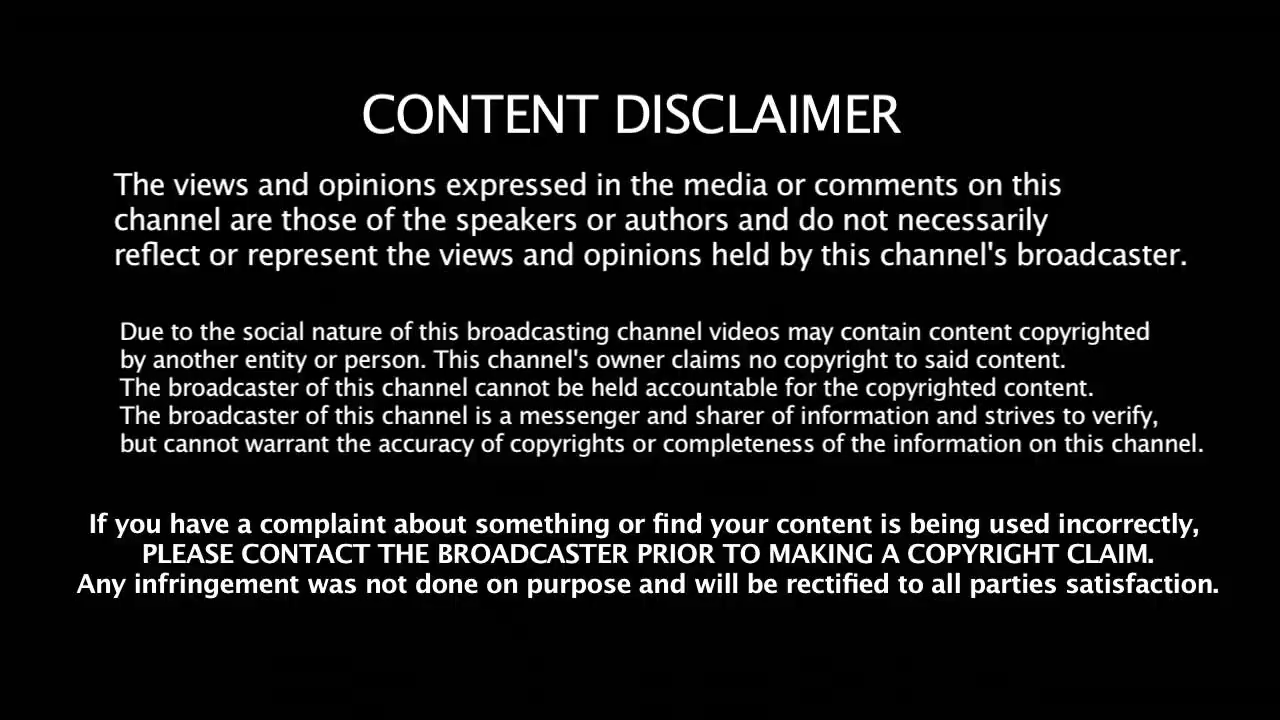 CONTENT DISCLAIMER
The views and opinions expressed in the media or comments on this
channel are those of the speakers or authors and do not necessarily
reflect or represent the views and opinions held by this channel's broadcaster.
Due to the social nature of this broadcasting channel videos may contain content copyrighted
by another entity or person. This channel's owner claims no copyright to said content.
The broadcaster of this channel cannot be held accountable for the copyrighted content.
The broadcaster of this channel is a messenger and sharer of information and strives to verify,
but cannot warrant the accuracy of copyrights or completeness of the information on this channel.
If you have a complaint about something or find your content is being used incorrectly,
PLEASE CONTACT THE BROADCASTER PRIOR TO MAKING A COPYRIGHT CLAIM.
Any infringement was not done on purpose and will be rectified to all parties satisfaction.